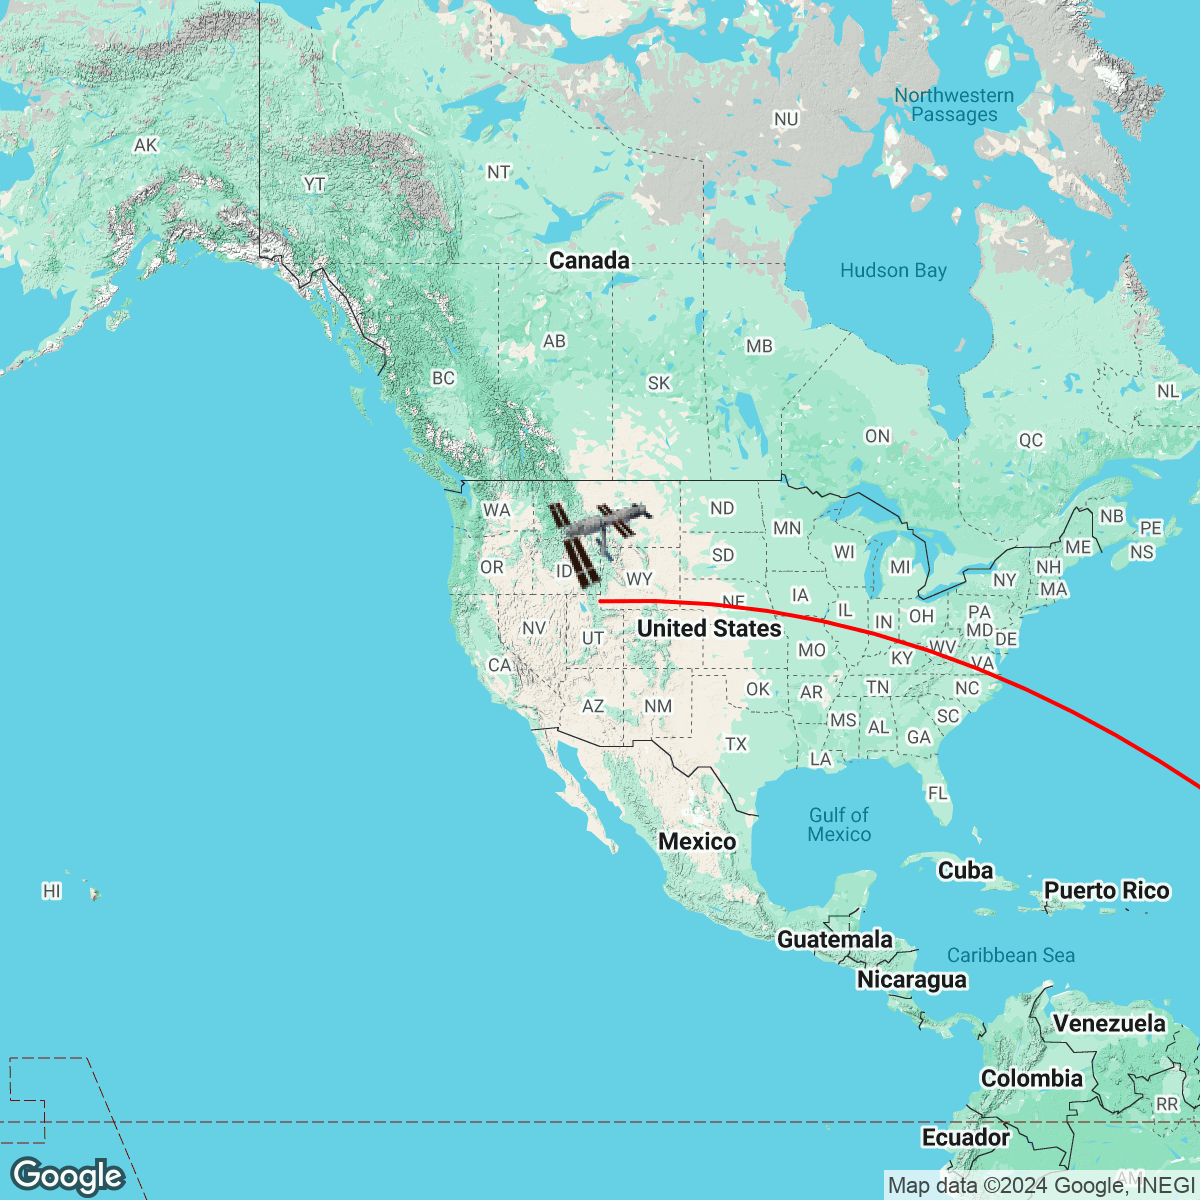 Northwestern
Passages
NU
AK
NT
YT
Canada
Hudson Bay
AB
MB
BC
SK
NL
ON
QC
WA
ND
NB
MN
PE
ME
NS
WI
SD
OR
MI
NH
ID
WY
NY
MA
IA
NE
IL
PA
OH
IN
NV
UT
United States
MD
DE
WV
MO
KY
CA
VA
OK
AR
TN
NC
AZ
NM
MS
AL
SC
GA
TX
LA
FL
Gulf of
Mexico
Mexico
Cuba
HI
Puerto Rico
Guatemala
Caribbean Sea
Nicaragua
Venezuela
Colombia
RR
Ecuador
AM
Google
Map data ©2024 Google, INEGI